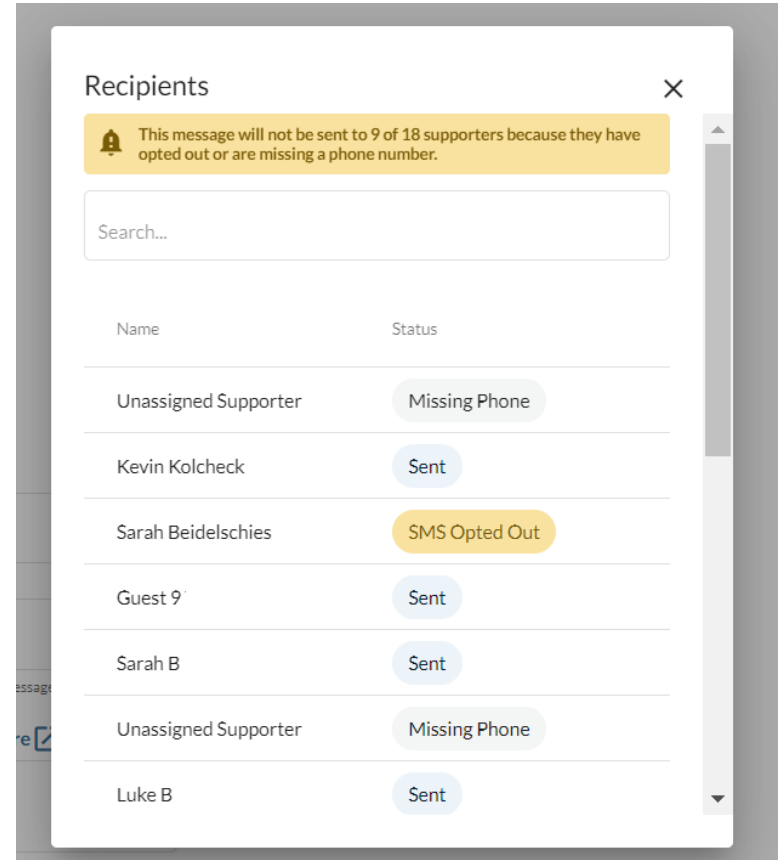 Recipients
This message will not be sent to 9 of 18 supporters because they have
opted out or are missing a phone number.
Search...
Name Status
Unassigned Supporter Missing Phone
Kevin Kolcheck Sent
Sarah Beidelschies SMS Opted Out
Guest 9 Sent
Sarah B Sent
essage
Unassigned Supporter Missing Phone
re
Luke B Sent